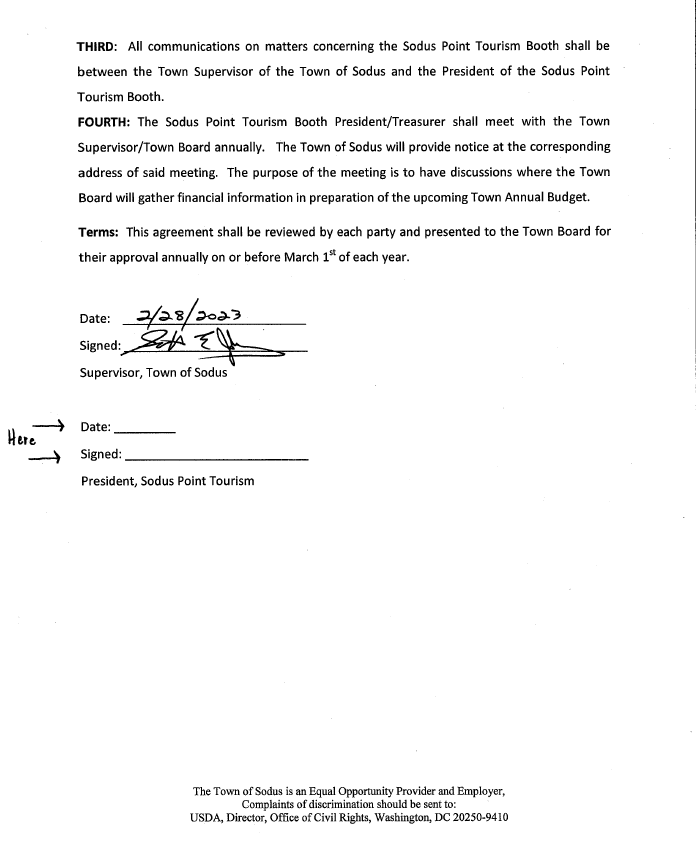 THIRD: All communications on matters concerning the Sodus Point Tourism Booth shall be
between the Town Supervisor of the Town of Sodus and the President of the Sodus Point
Tourism Booth.
FOURTH: The Sodus Point Tourism Booth President/Treasurer shall meet with the Town
Supervisor/Town Board annually. The Town of Sodus will provide notice at the corresponding
address of said meeting. The purpose of the meeting is to have discussions where the Town
Board will gather financial information in preparation of the upcoming Town Annual Budget.
Terms: This agreement shall be reviewed by each party and presented to the Town Board for
their approval annually on or before March 1st of each year.
Date: 2/28/2023
Signed:
Supervisor, Town of Sodus
Date:
Here
Signed:
President, Sodus Point Tourism
The Town of Sodus is an Equal Opportunity Provider and Employer,
Complaints of discrimination should be sent to:
USDA, Director, Office of Civil Rights, Washington, DC 20250-9410